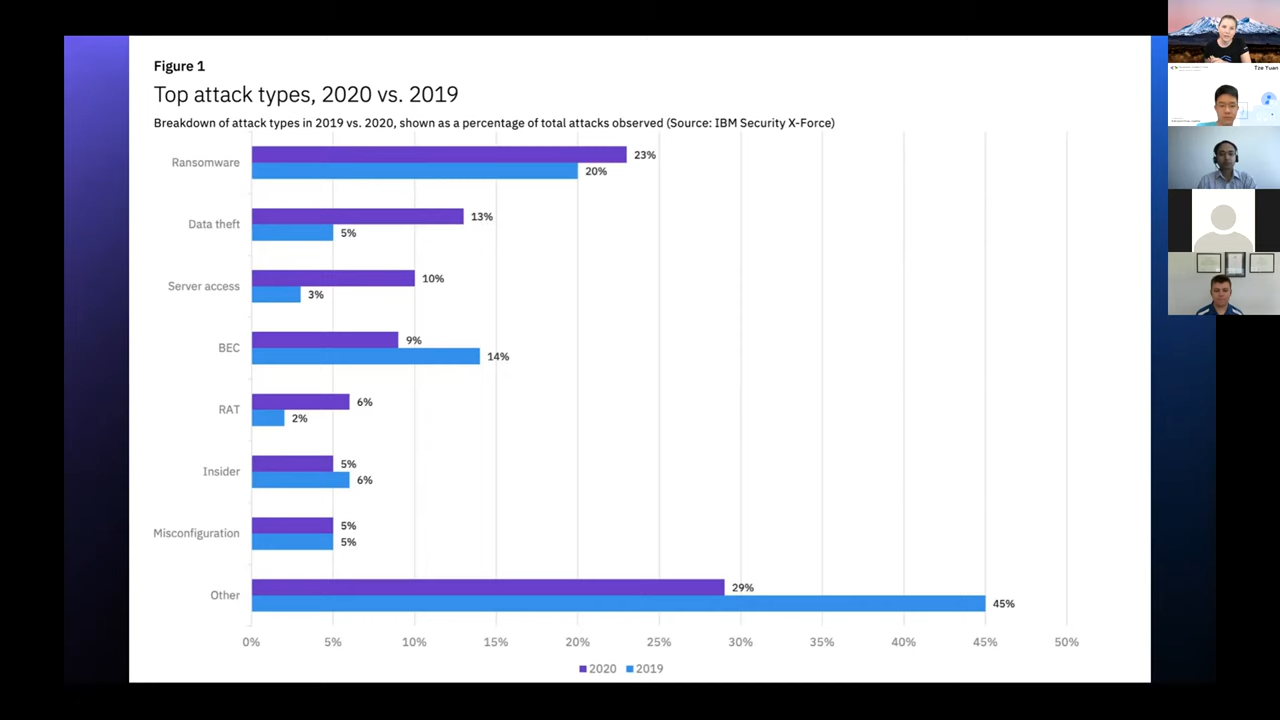 Figure 1
Top attack types, 2020 vs. 2019
Breakdown of attack types in 2019 vs. 2020, shown as a percentage of total attacks observed (Source: IBM Security X-Force)
Ransomware
23%
20%
Data theft
13%
5%
Server access
10%
3%
BEC
9%
14%
RAT
6%
2%
Insider
5%
6%
Misconfiguration
5%
5%
Other
29%
45%
0% 5% 10% 15% 20% 25% 30% 35% 40% 45% 50%
2020 2019
Tze Yuan